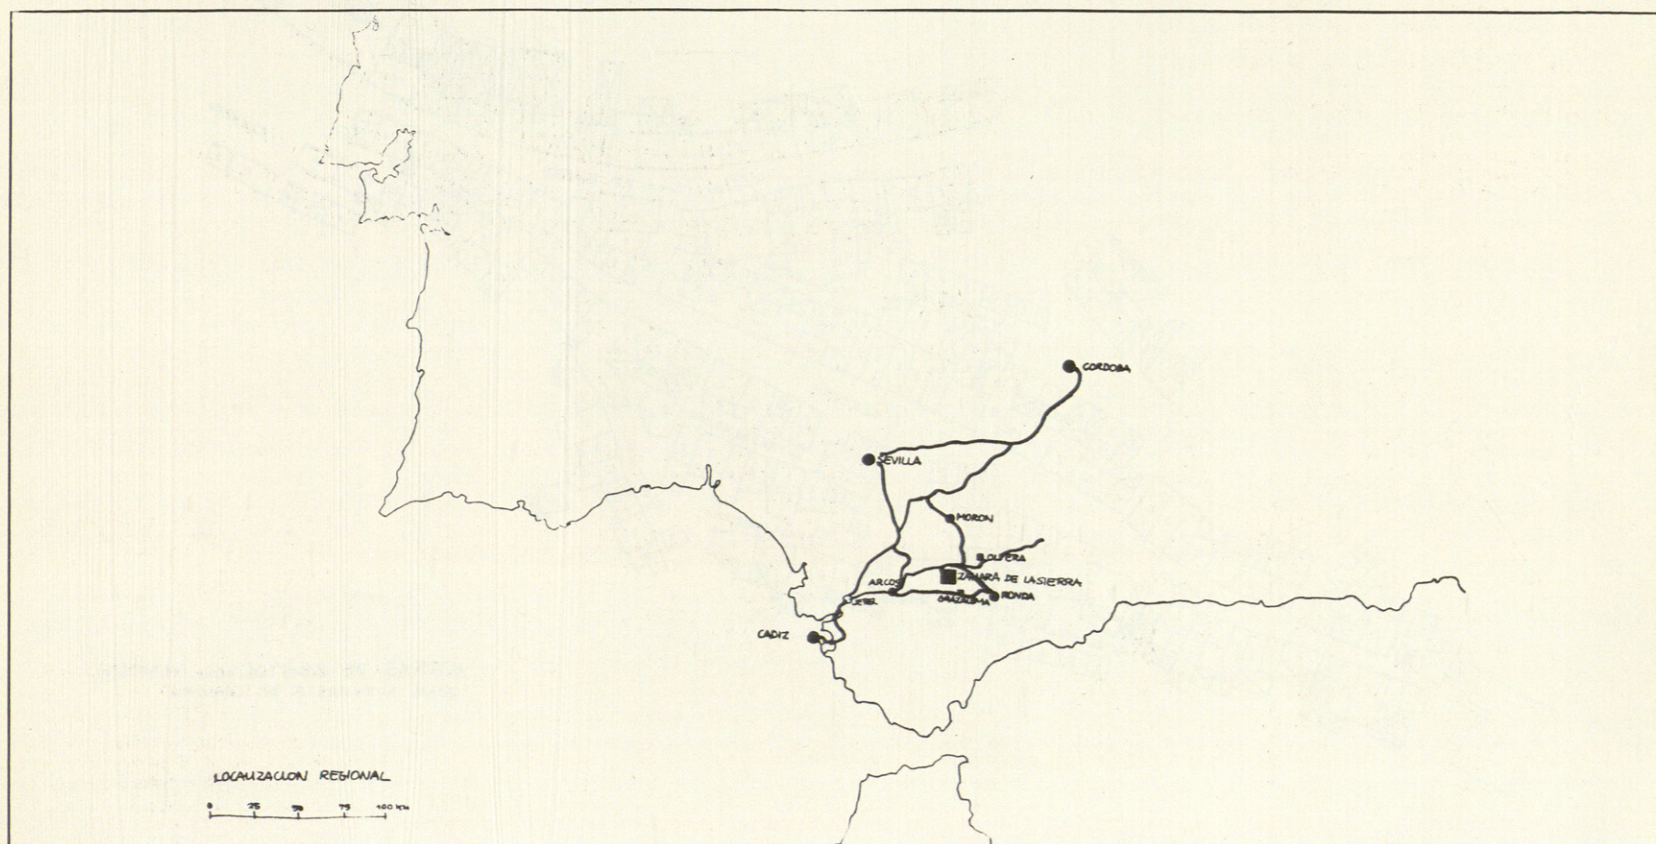 CORDOBA
SEVILLA
MORON
OLVERA
ZAHARA DE LA SIERRA
ARCOS
JEREZ
GRAZALEMA
RONDA
CADIZ
LOCALIZACION REGIONAL
0 25 50 75 100 KM